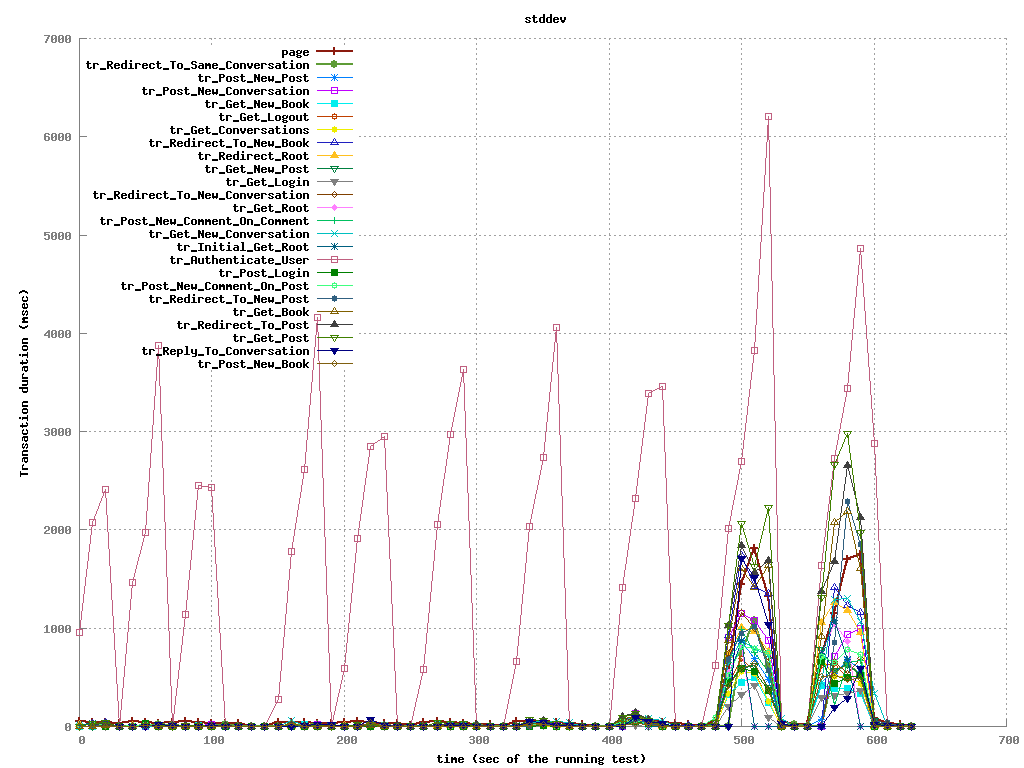 stddev
7000
6000
5000
4000
3000
2000
1000
0
Transaction duration (msec)
page
tr_Redirect_To_Same_Conversation
tr_Post_New_Post
tr_Post_New_Conversation
tr_Get_New_Book
tr_Get_Logout
tr_Get_Conversations
tr_Redirect_To_New_Book
tr_Redirect_Root
tr_Get_New_Post
tr_Get_Login
tr_Redirect_To_New_Conversation
tr_Get_Root
tr_Post_New_Comment_On_Comment
tr_Get_New_Conversation
tr_Initial_Get_Root
tr_Authenticate_User
tr_Post_Login
tr_Post_New_Comment_On_Post
tr_Redirect_To_New_Post
tr_Get_Book
tr_Redirect_To_Post
tr_Get_Post
tr_Reply_To_Conversation
tr_Post_New_Book
0 100 200 300 400 500 600 700
time (sec of the running test)